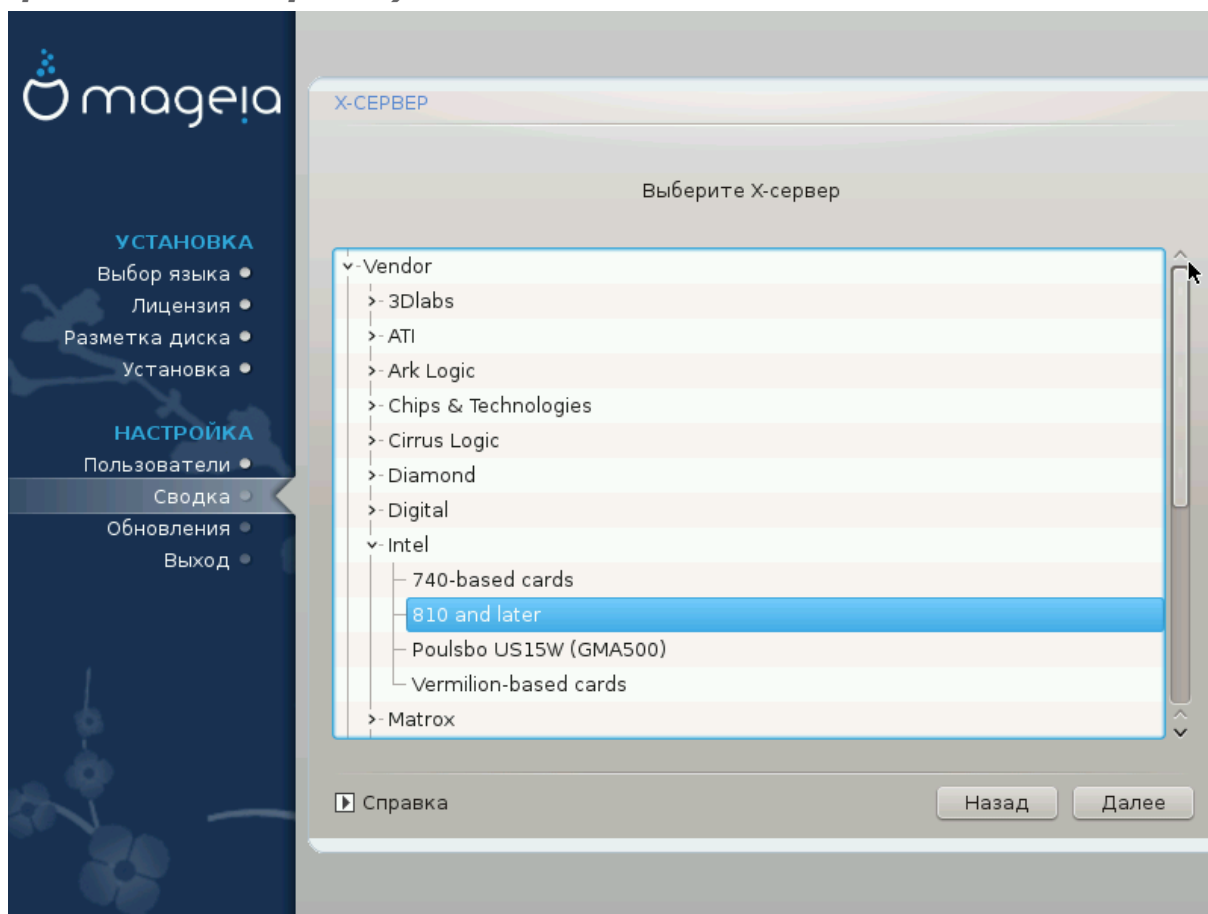 mageia
УСТАНОВКА
Выбор языка
Лицензия
Разметка диска
Установка
НАСТРОЙКА
Пользователи
Сводка
Обновления
Выход
X-СЕРВЕР
Выберите X-сервер
Vendor
3Dlabs
ATI
Ark Logic
Chips & Technologies
Cirrus Logic
Diamond
Digital
Intel
740-based cards
810 and later
Poulsbo US15W (GMA500)
Vermilion-based cards
Matrox
Справка
Назад
Далее